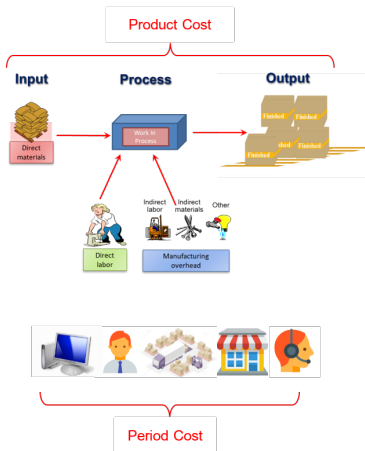 Product Cost
Input
Process
Output
Direct
materials
Work In
Process
Finished
Finished
Finished
Indirect
labor
Indirect
materials
Other
Direct
labor
Manufacturing
overhead
Period Cost